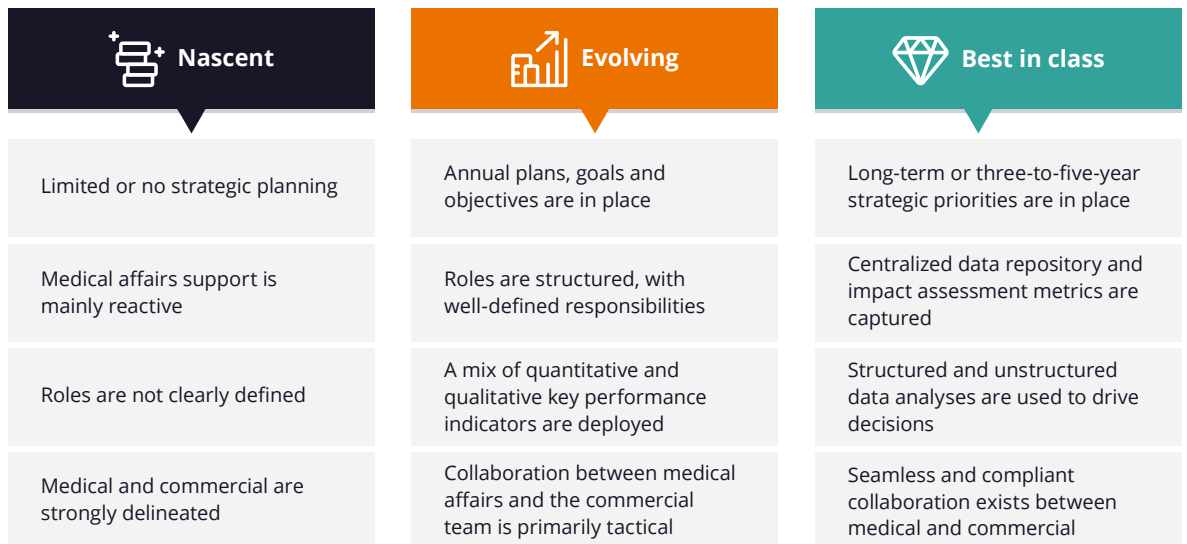 Nascent
Limited or no strategic planning
Medical affairs support is
mainly reactive
Roles are not clearly defined
Medical and commercial are
strongly delineated
Evolving
Annual plans, goals and
objectives are in place
Roles are structured, with
well-defined responsibilities
A mix of quantitative and
qualitative key performance
indicators are deployed
Collaboration between medical
affairs and the commercial
team is primarily tactical
Best in class
Long-term or three-to-five-year
strategic priorities are in place
Centralized data repository and
impact assessment metrics are
captured
Structured and unstructured
data analyses are used to drive
decisions
Seamless and compliant
collaboration exists between
medical and commercial